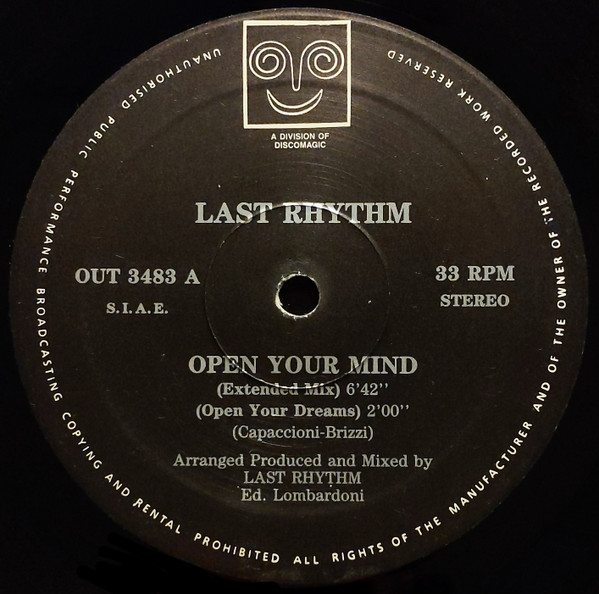 A DIVISION OF
DISCOMAGIC
LAST RHYTHM
OUT 3483 A
S.I.A.E.
33 RPM
STEREO
OPEN YOUR MIND
(Extended Mix) 6'42''
(Open Your Dreams) 2'00''
(Capaccioni-Brizzi)
Arranged Produced and Mixed by
LAST RHYTHM
Ed. Lombardoni
UNAUTHORISED PUBLIC PERFORMANCE BROADCASTING COPYING AND RENTAL PROHIBITED ALL RIGHTS OF THE MANUFACTURER AND OF THE OWNER OF THE RECORDED WORK RESERVED